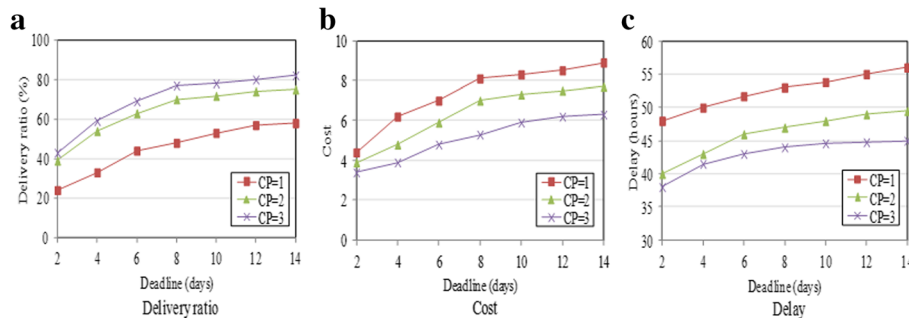 a
100
80
60
40
20
0
Delivery ratio (%)
CP=1
CP=2
CP=3
2 4 6 8 10 12 14
Deadline (days)
Delivery ratio
b
10
8
6
4
2
0
Cost
CP=1
CP=2
CP=3
2 4 6 8 10 12 14
Deadline (days)
Cost
c
60
55
50
45
40
35
30
Delay (hours)
CP=1
CP=2
CP=3
2 4 6 8 10 12 14
Deadline (days)
Delay